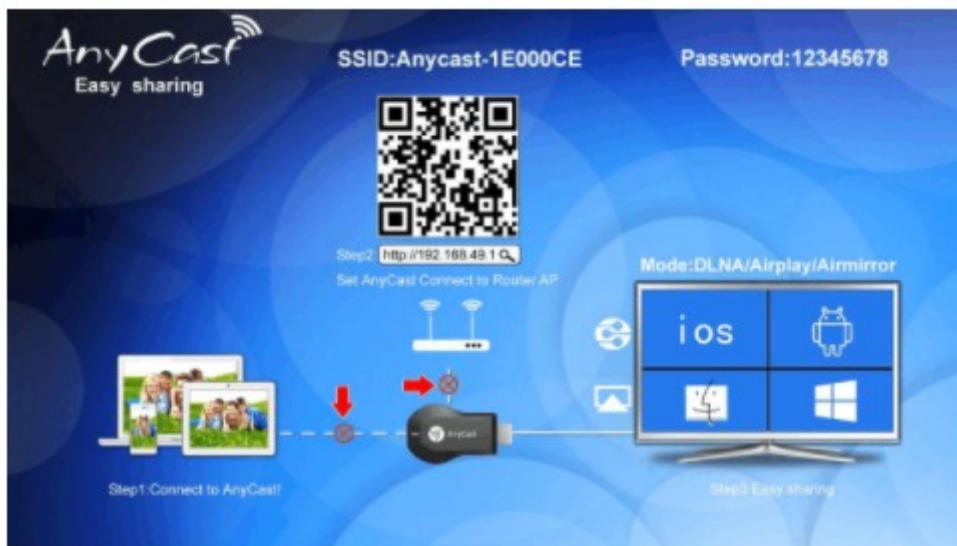 AnyCast
Easy sharing
SSID:Anycast-1E000CE
Password:12345678
Step2 http://192.168.49.1
Set AnyCast Connect to Router AP
Mode:DLNA/Airplay/Airmirror
ios
AnyCast
Step1:Connect to AnyCast!
Step3:Easy sharing